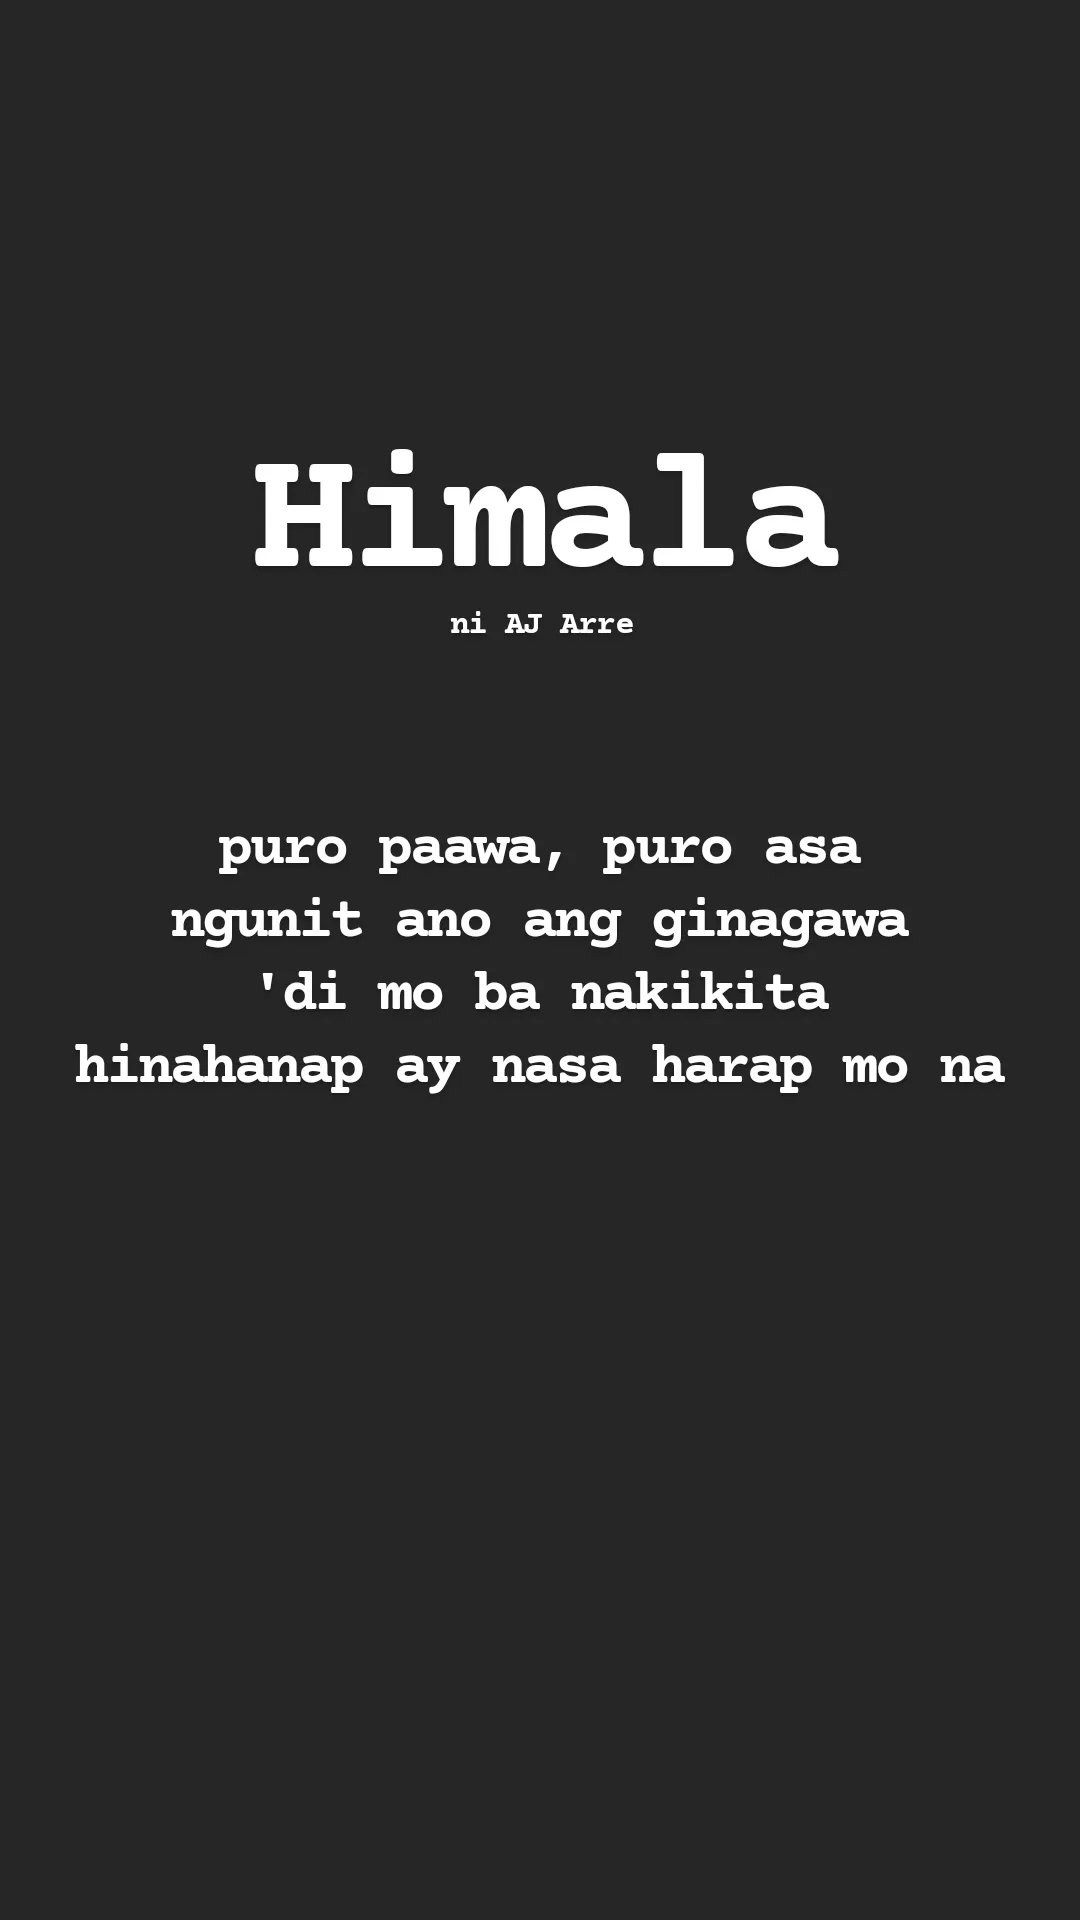 Himala
ni AJ Arre
puro paawa, puro asa
ngunit ano ang ginagawa
'di mo ba nakikita
hinahanap ay nasa harap mo na